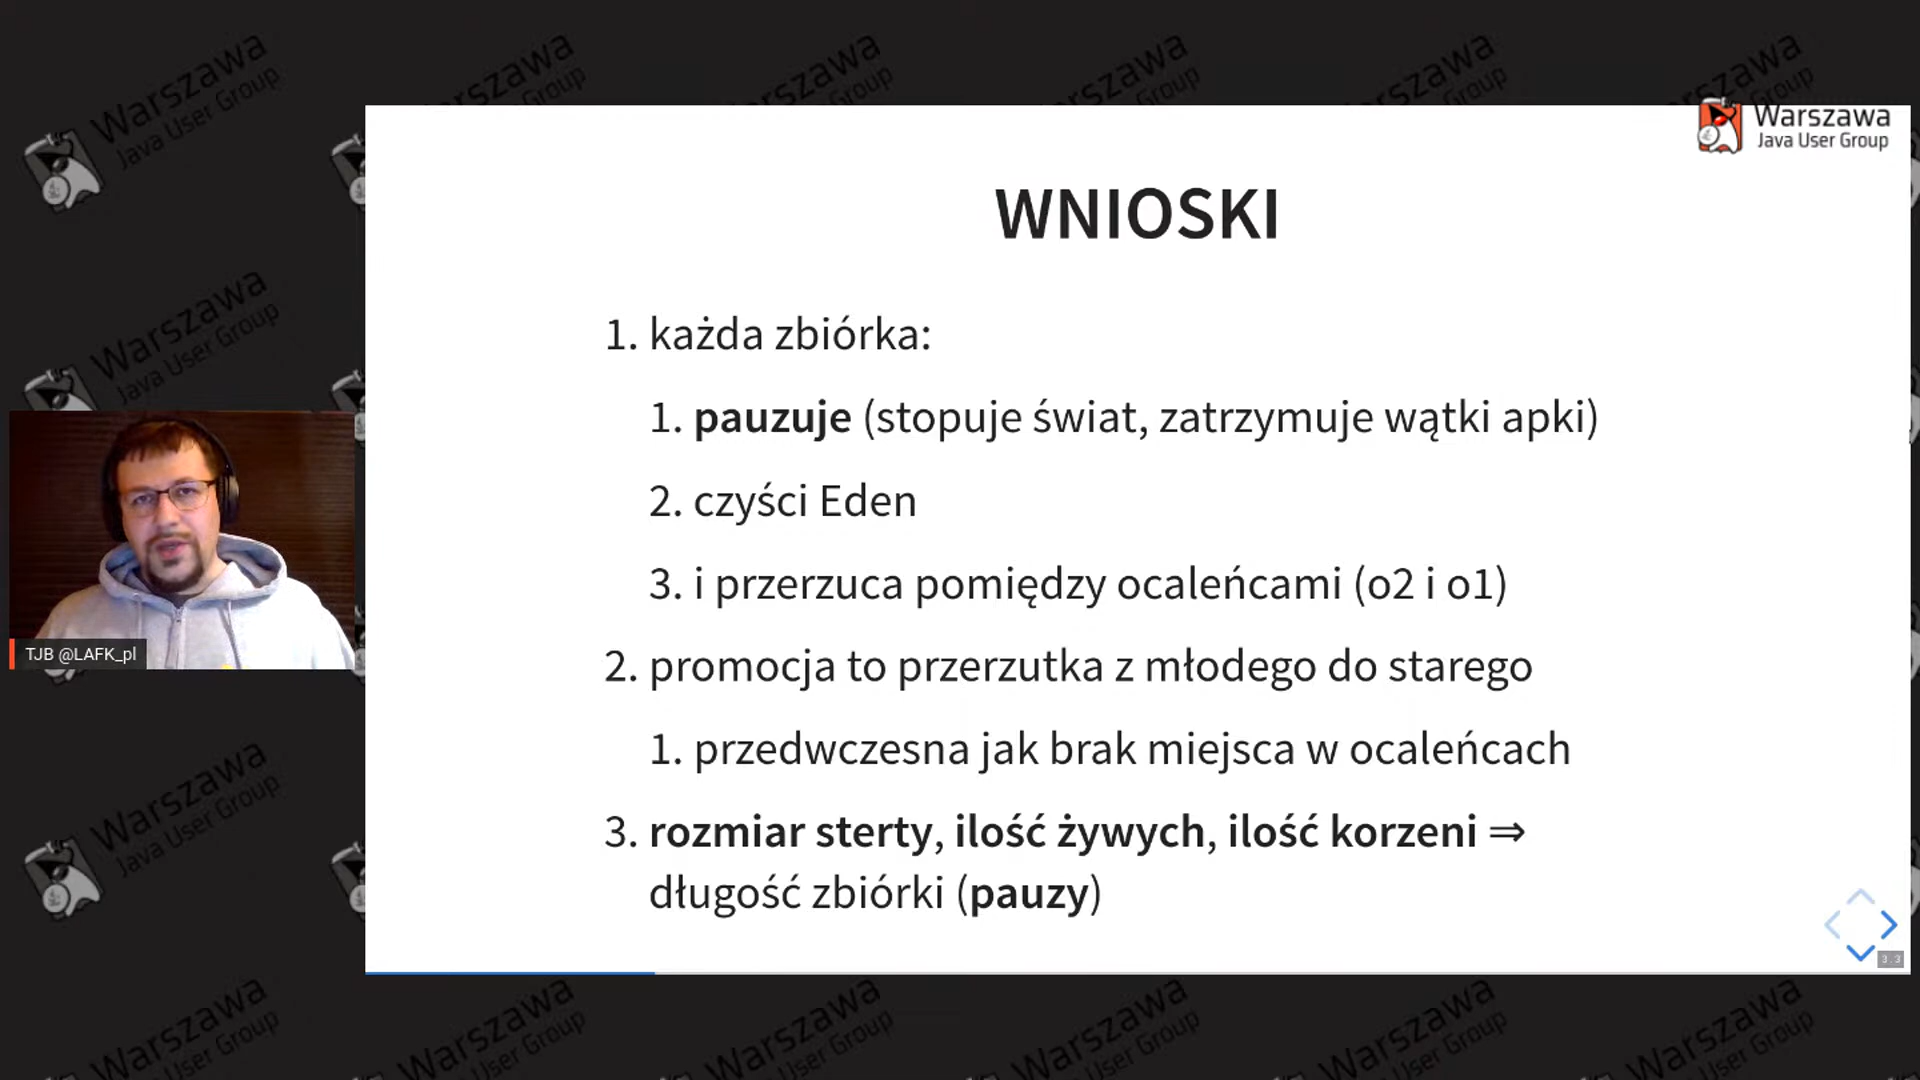 Warszawa
Java User Group
WNIOSKI
1. każda zbiórka:
1. pauzuje (stopuje świat, zatrzymuje wątki apki)
2. czyści Eden
3. i przerzuca pomiędzy ocaleńcami (o2 i o1)
2. promocja to przerzutka z młodego do starego
1. przedwczesna jak brak miejsca w ocaleńcach
3. rozmiar sterty, ilość żywych, ilość korzeni ⇒
długość zbiórki (pauzy)
TJB @LAFK_pl
3.3